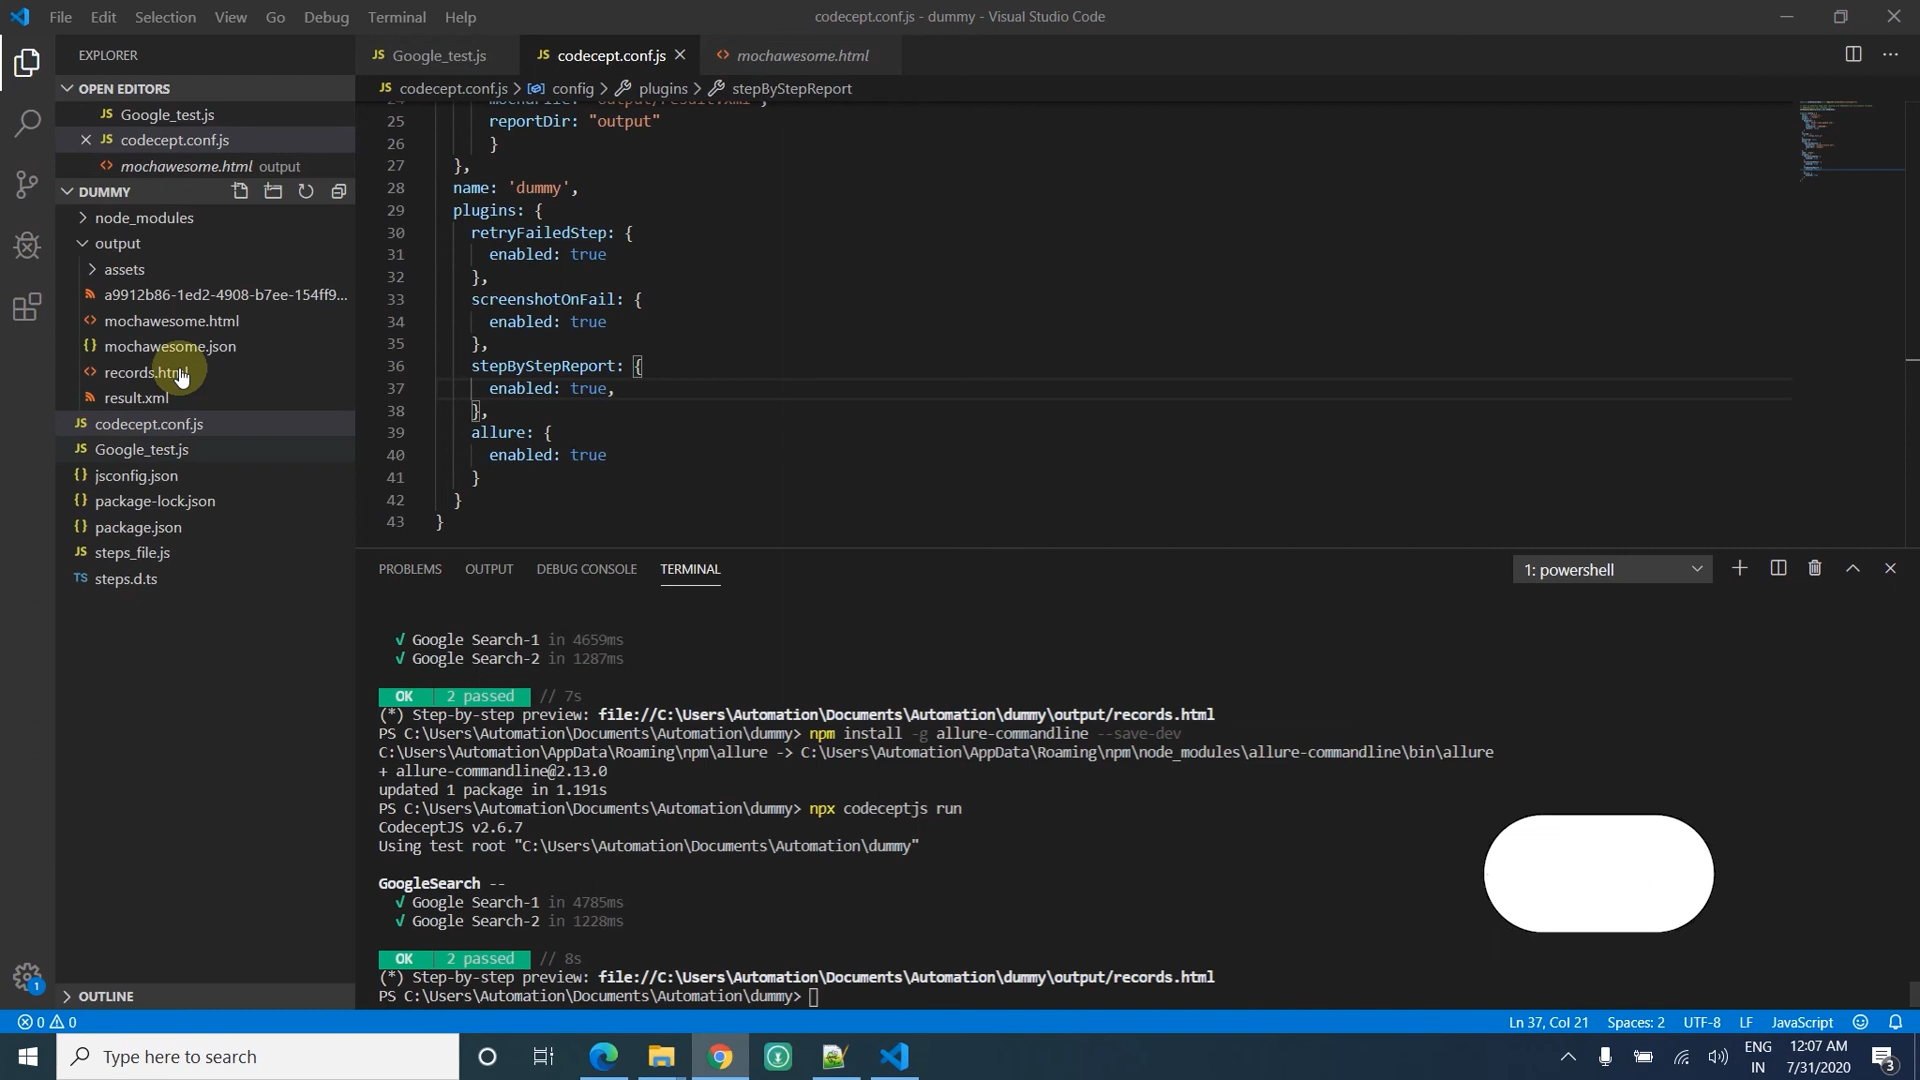 File Edit Selection View Go Debug Terminal Help
codecept.conf.js - dummy - Visual Studio Code
EXPLORER
OPEN EDITORS
JS Google_test.js
JS codecept.conf.js
<> mochawesome.html output
DUMMY
node_modules
output
assets
a9912b86-1ed2-4908-b7ee-154ff9...
<> mochawesome.html
{} mochawesome.json
<> records.html
result.xml
JS codecept.conf.js
JS Google_test.js
{} jsconfig.json
{} package-lock.json
{} package.json
JS steps_file.js
TS steps.d.ts
OUTLINE
JS Google_test.js
JS codecept.conf.js
<> mochawesome.html
JS codecept.conf.js > config > plugins > stepByStepReport
24 mochaFile: "output/result.xml",
25 reportDir: "output"
26 }
27 },
28 name: 'dummy',
29 plugins: {
30 retryFailedStep: {
31 enabled: true
32 },
33 screenshotOnFail: {
34 enabled: true
35 },
36 stepByStepReport: {
37 enabled: true,
38 },
39 allure: {
40 enabled: true
41 }
42 }
43 }
PROBLEMS OUTPUT DEBUG CONSOLE TERMINAL
1: powershell
√ Google Search-1 in 4659ms
√ Google Search-2 in 1287ms
OK | 2 passed // 7s
(*) Step-by-step preview: file://C:\Users\Automation\Documents\Automation\dummy\output/records.html
PS C:\Users\Automation\Documents\Automation\dummy> npm install -g allure-commandline --save-dev
C:\Users\Automation\AppData\Roaming\npm\allure -> C:\Users\Automation\AppData\Roaming\npm\node_modules\allure-commandline\bin\allure
+ allure-commandline@2.13.0
updated 1 package in 1.191s
PS C:\Users\Automation\Documents\Automation\dummy> npx codeceptjs run
CodeceptJS v2.6.7
Using test root "C:\Users\Automation\Documents\Automation\dummy"
GoogleSearch --
√ Google Search-1 in 4785ms
√ Google Search-2 in 1228ms
OK | 2 passed // 8s
(*) Step-by-step preview: file://C:\Users\Automation\Documents\Automation\dummy\output/records.html
PS C:\Users\Automation\Documents\Automation\dummy>
1
0 0
Ln 37, Col 21 Spaces: 2 UTF-8 LF JavaScript
Type here to search
ENG
IN
12:07 AM
7/31/2020
3